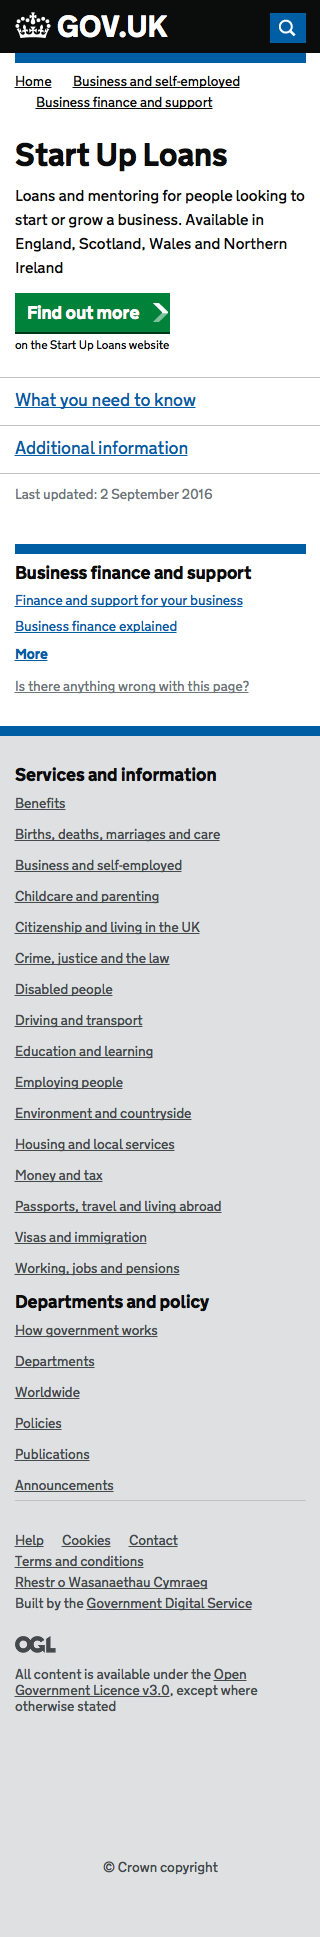 GOV.UK
Home Business and self-employed
Business finance and support
Start Up Loans
Loans and mentoring for people looking to
start or grow a business. Available in
England, Scotland, Wales and Northern
Ireland
Find out more
on the Start Up Loans website
What you need to know
Additional information
Last updated: 2 September 2016
Business finance and support
Finance and support for your business
Business finance explained
More
Is there anything wrong with this page?
Services and information
Benefits
Births, deaths, marriages and care
Business and self-employed
Childcare and parenting
Citizenship and living in the UK
Crime, justice and the law
Disabled people
Driving and transport
Education and learning
Employing people
Environment and countryside
Housing and local services
Money and tax
Passports, travel and living abroad
Visas and immigration
Working, jobs and pensions
Departments and policy
How government works
Departments
Worldwide
Policies
Publications
Announcements
Help Cookies Contact
Terms and conditions
Rhestr o Wasanaethau Cymraeg
Built by the Government Digital Service
OGL
All content is available under the Open
Government Licence v3.0, except where
otherwise stated
© Crown copyright